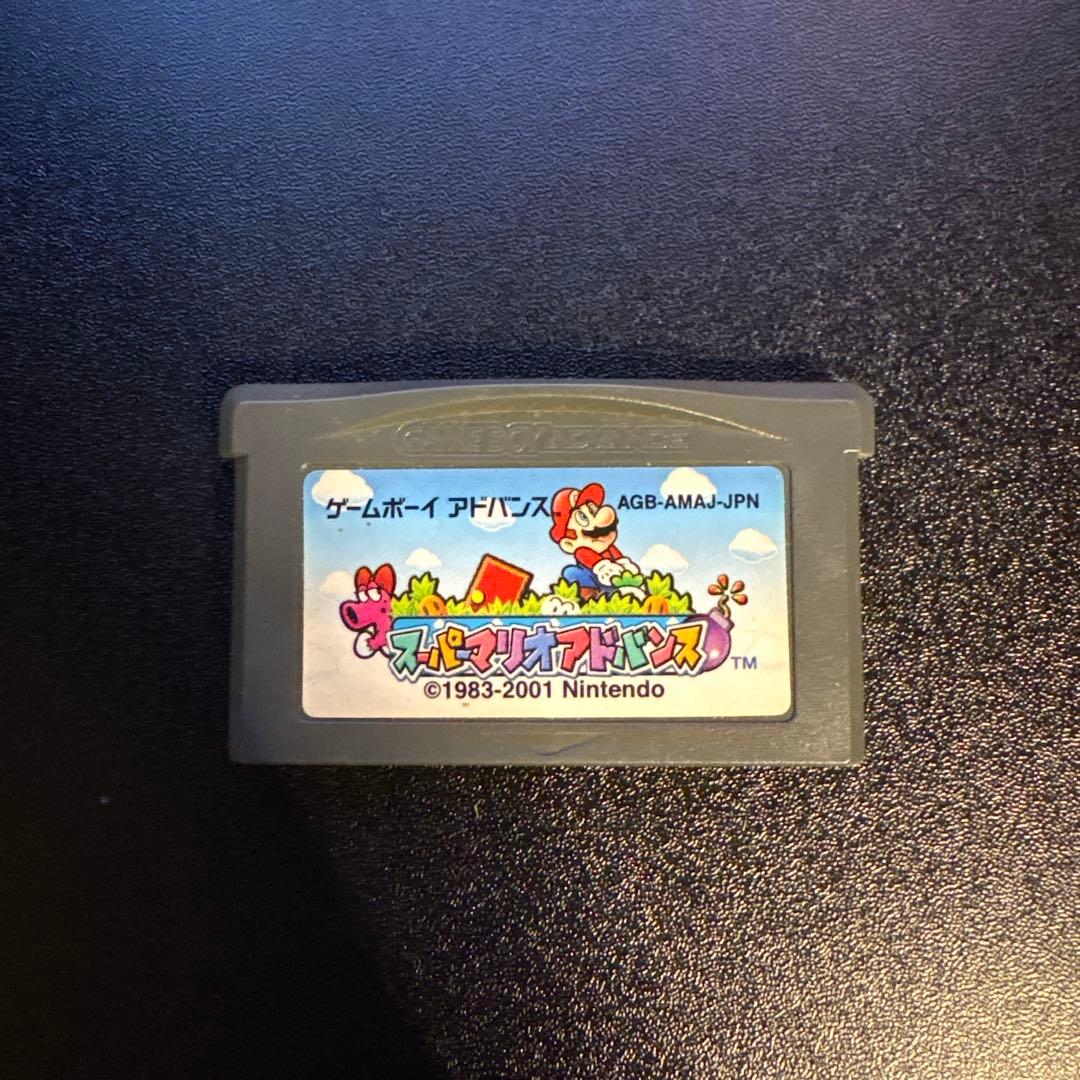 GAME BOY ADVANCE
ゲームボーイ アドバンス
AGB-AMAJ-JPN
スーパーマリオアドバンス
TM
©1983-2001 Nintendo